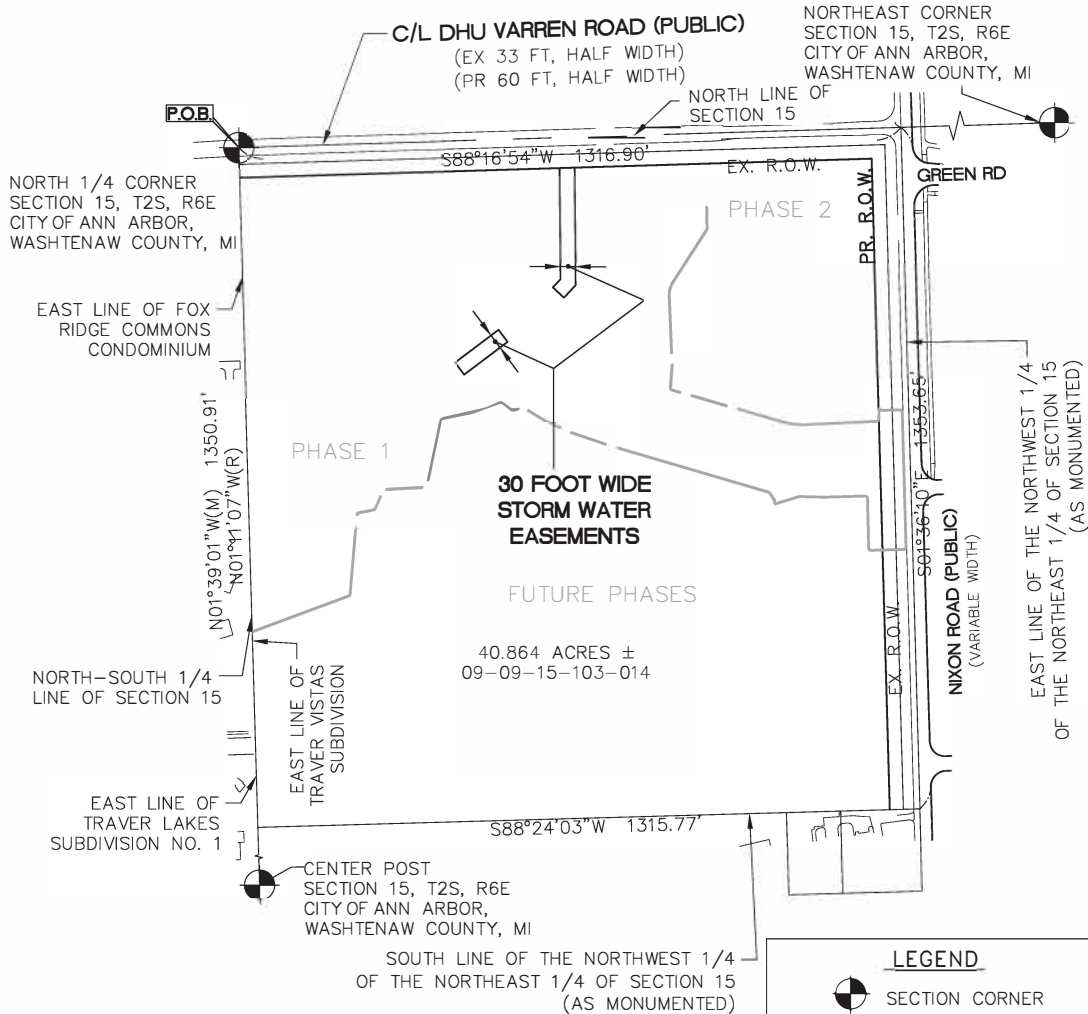 C/L DHU VARREN ROAD (PUBLIC)
(EX 33 FT, HALF WIDTH)
(PR 60 FT, HALF WIDTH)
NORTHEAST CORNER
SECTION 15, T2S, R6E
CITY OF ANN ARBOR,
WASHTENAW COUNTY, MI
NORTH LINE OF
SECTION 15
P.O.B.
S88°16'54"W 1316.90'
EX. R.O.W.
GREEN RD
NORTH 1/4 CORNER
SECTION 15, T2S, R6E
CITY OF ANN ARBOR,
WASHTENAW COUNTY, MI
PHASE 2
PR. R.O.W.
EAST LINE OF FOX
RIDGE COMMONS
CONDOMINIUM
N01°39'01"W(M) 1350.91'
N01°41'07"W(R)
PHASE 1
30 FOOT WIDE
STORM WATER
EASEMENTS
S01°36'10"E 1353.65'
EAST LINE OF THE NORTHWEST 1/4
OF THE NORTHEAST 1/4 OF SECTION 15
(AS MONUMENTED)
NIXON ROAD (PUBLIC)
(VARIABLE WIDTH)
EX. R.O.W.
FUTURE PHASES
40.864 ACRES ±
09-09-15-103-014
NORTH-SOUTH 1/4
LINE OF SECTION 15
EAST LINE OF
TRAVER VISTAS
SUBDIVISION
EAST LINE OF
TRAVER LAKES
SUBDIVISION NO. 1
S88°24'03"W 1315.77'
CENTER POST
SECTION 15, T2S, R6E
CITY OF ANN ARBOR,
WASHTENAW COUNTY, MI
SOUTH LINE OF THE NORTHWEST 1/4
OF THE NORTHEAST 1/4 OF SECTION 15
(AS MONUMENTED)
LEGEND
SECTION CORNER